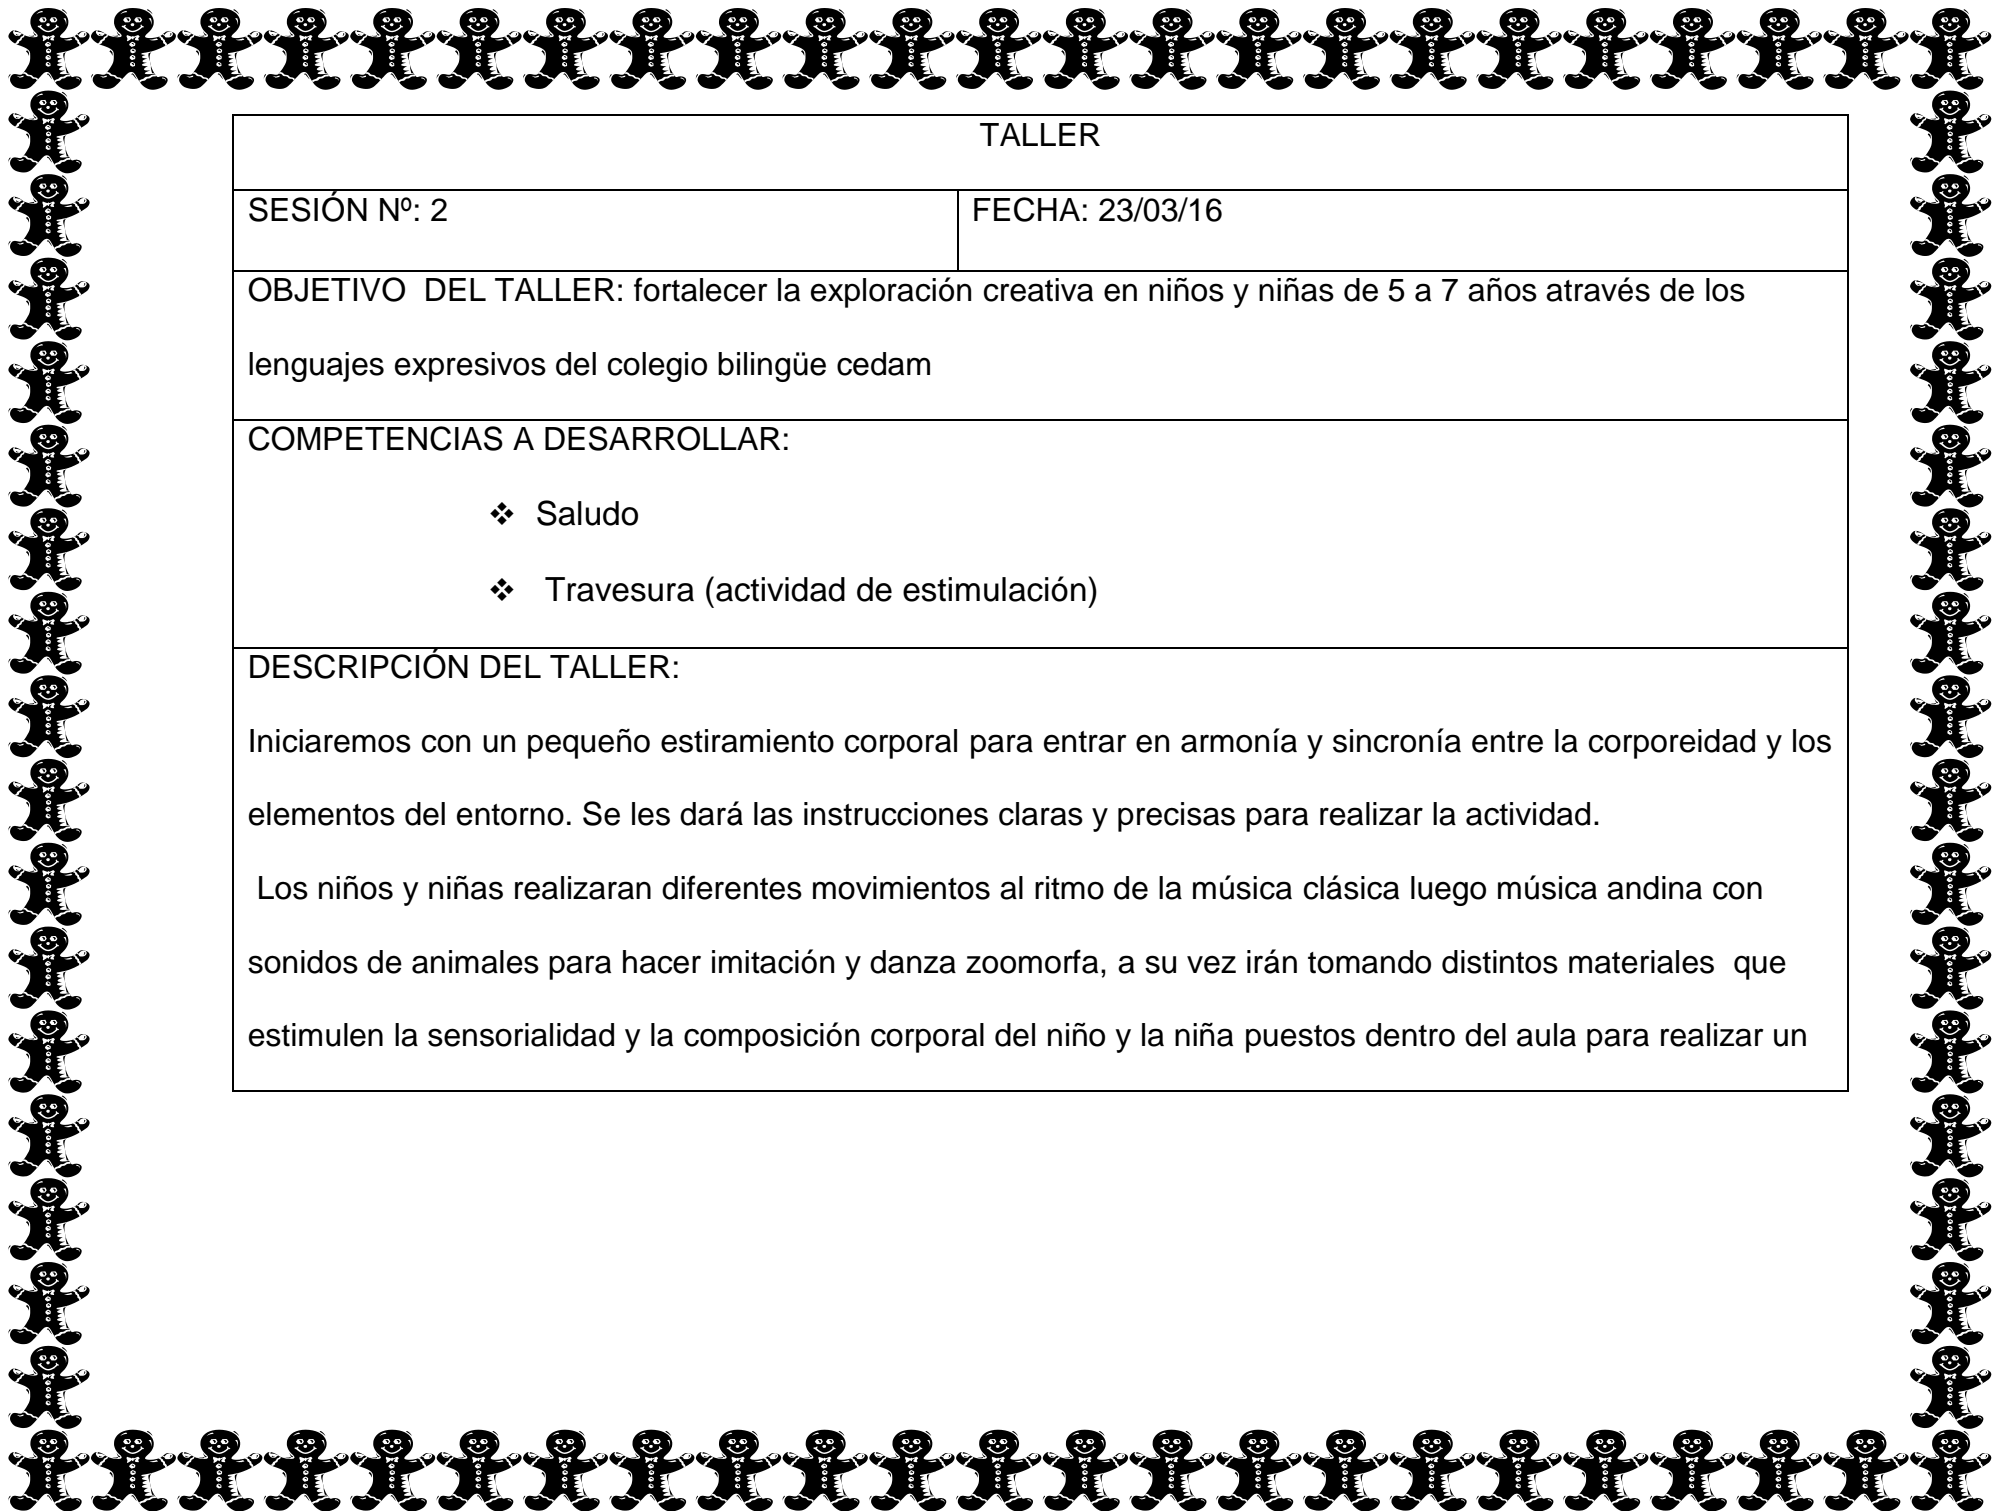 TALLER
SESIÓN Nº: 2
FECHA: 23/03/16
OBJETIVO  DEL TALLER: fortalecer la exploración creativa en niños y niñas de 5 a 7 años através de los
lenguajes expresivos del colegio bilingüe cedam
COMPETENCIAS A DESARROLLAR:
❖ Saludo
❖ Travesura (actividad de estimulación)
DESCRIPCIÓN DEL TALLER:
Iniciaremos con un pequeño estiramiento corporal para entrar en armonía y sincronía entre la corporeidad y los
elementos del entorno. Se les dará las instrucciones claras y precisas para realizar la actividad.
Los niños y niñas realizaran diferentes movimientos al ritmo de la música clásica luego música andina con
sonidos de animales para hacer imitación y danza zoomorfa, a su vez irán tomando distintos materiales  que
estimulen la sensorialidad y la composición corporal del niño y la niña puestos dentro del aula para realizar un